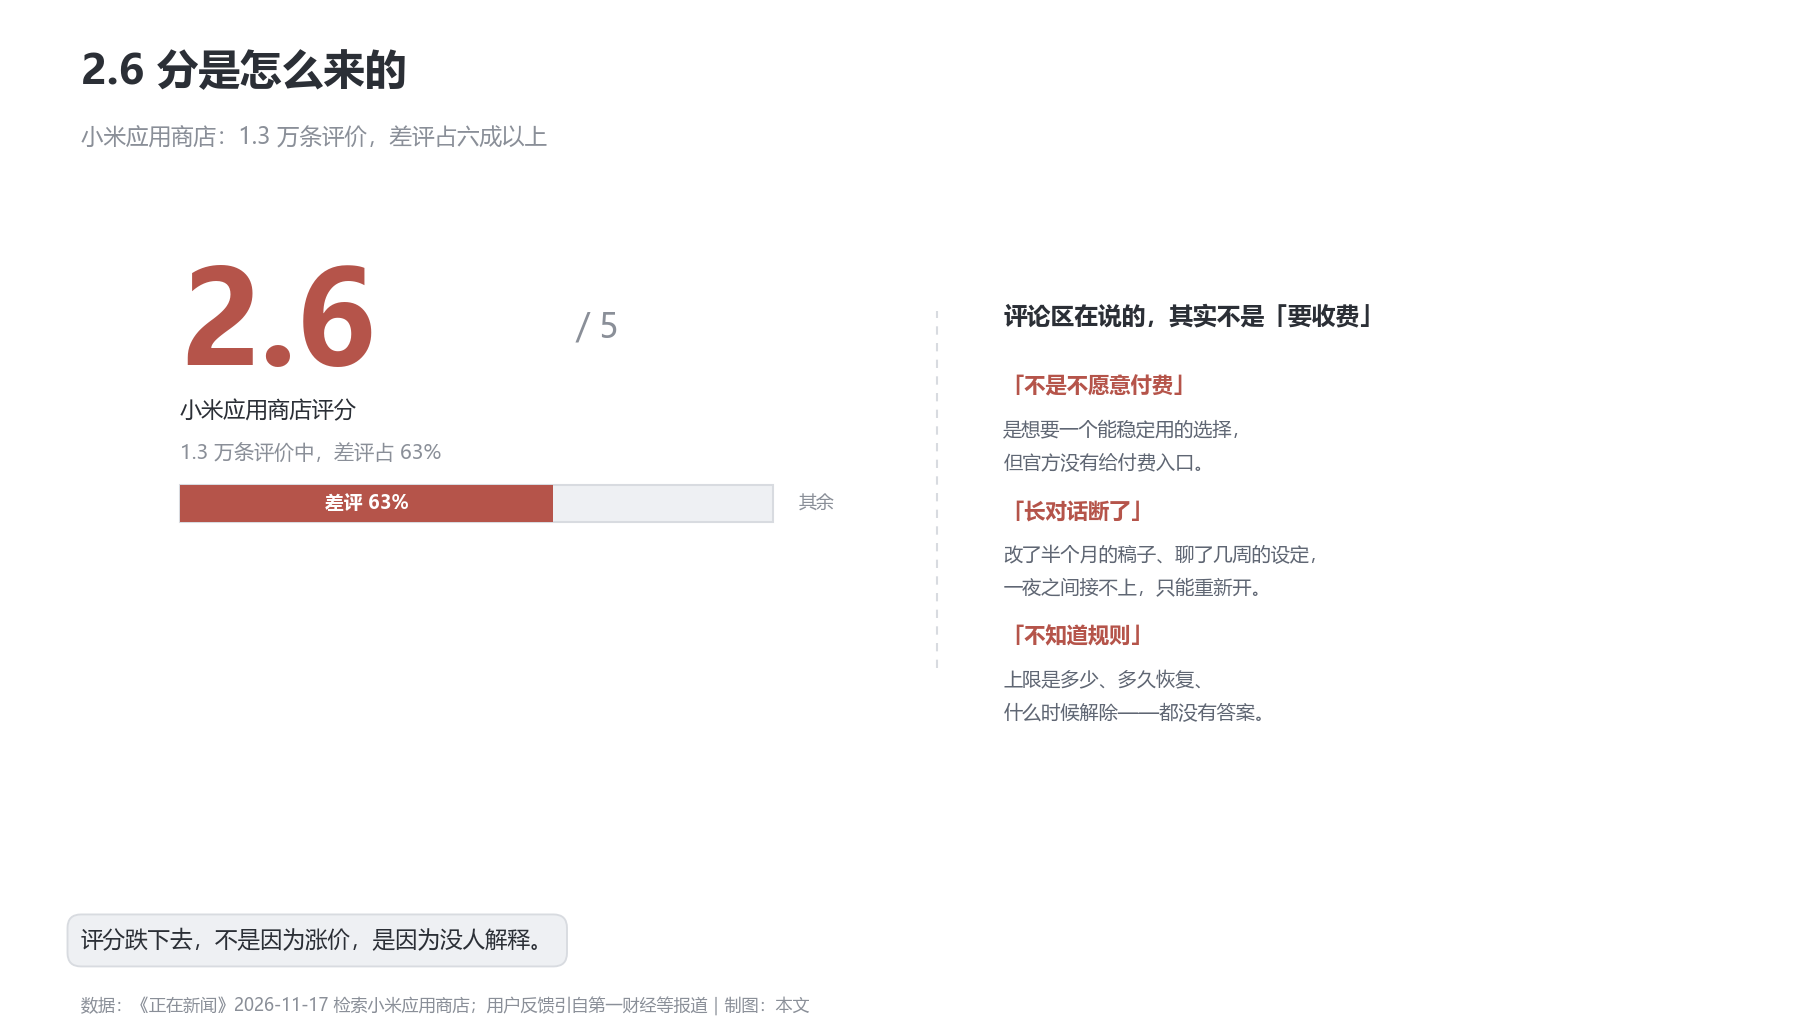 2.6 分是怎么来的
小米应用商店：1.3 万条评价，差评占六成以上
2.6 / 5
小米应用商店评分
1.3 万条评价中，差评占 63%
差评 63%
其余
评论区在说的，其实不是「要收费」
「不是不愿意付费」
是想要一个能稳定用的选择，
但官方没有给付费入口。
「长对话断了」
改了半个月的稿子、聊了几周的设定，
一夜之间接不上，只能重新开。
「不知道规则」
上限是多少、多久恢复、
什么时候解除——都没有答案。
评分跌下去，不是因为涨价，是因为没人解释。
数据：《正在新闻》2026-11-17 检索小米应用商店；用户反馈引自第一财经等报道 | 制图：本文